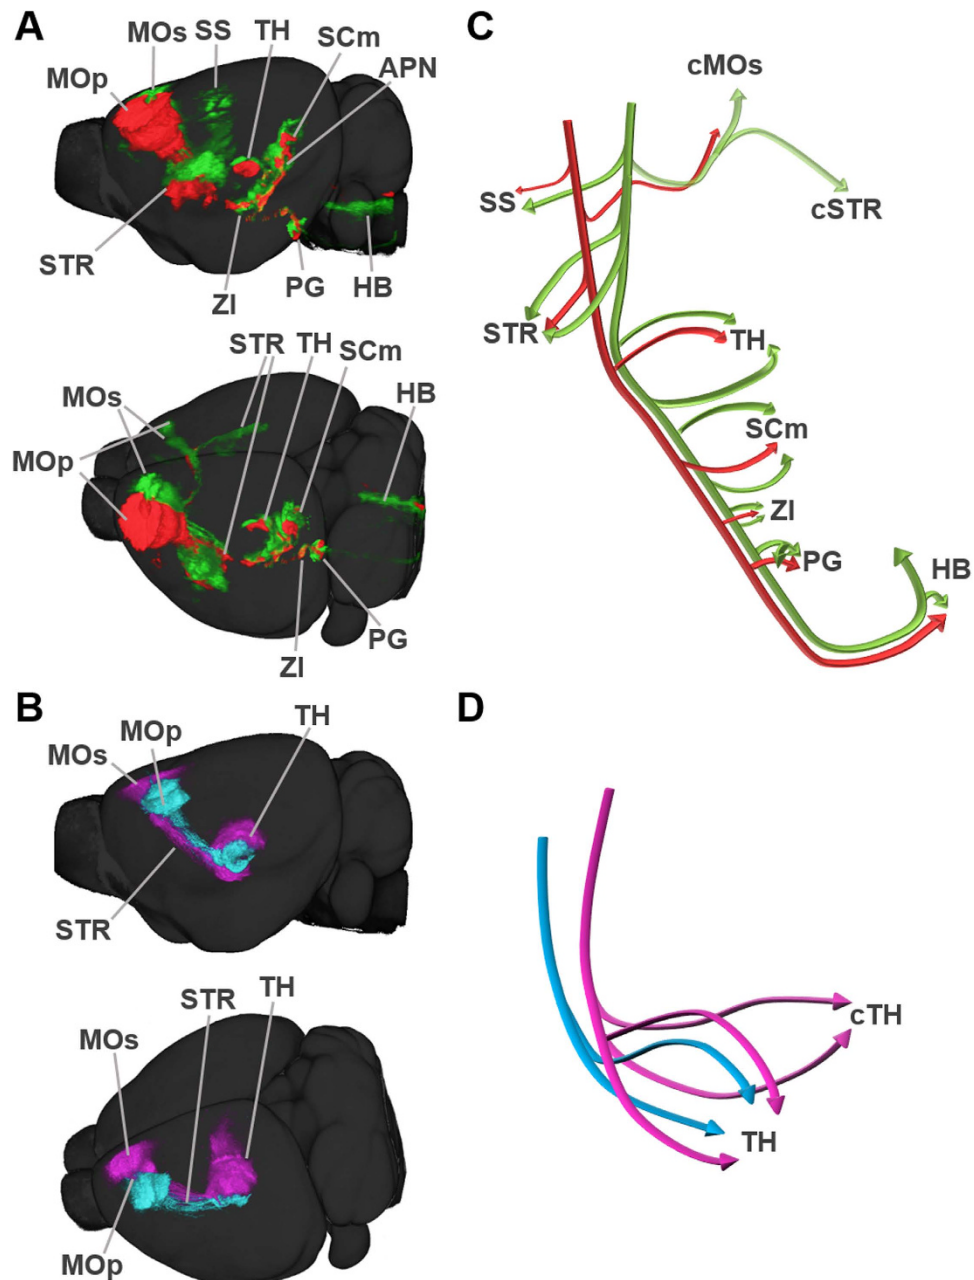 A
MOs SS TH SCm
APN
MOp
STR
ZI
PG HB
STR TH SCm
MOs
HB
MOp
PG
ZI
C
cMOs
SS
cSTR
STR
TH
SCm
ZI
PG
HB
B
TH
MOp
MOs
STR
STR TH
MOs
MOp
D
cTH
TH